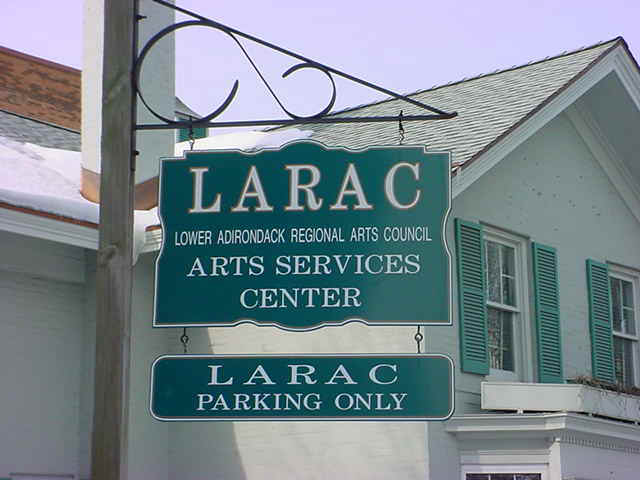 LARAC
LOWER ADIRONDACK REGIONAL ARTS COUNCIL
ARTS SERVICES
CENTER
LARAC
PARKING ONLY